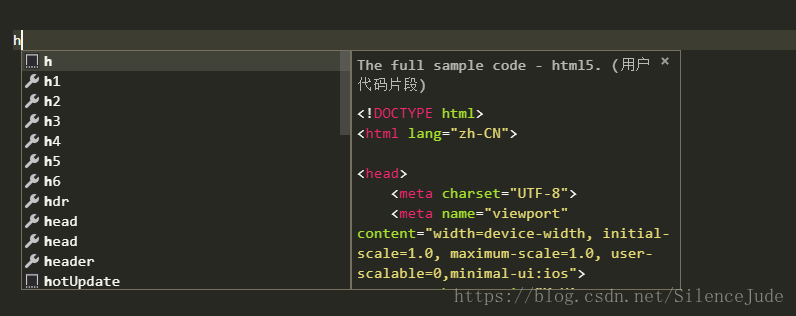 h
h
h1
h2
h3
h4
h5
h6
hdr
head
head
header
hotUpdate
The full sample code - html5. (用户
代码片段)
<!DOCTYPE html>
<html lang="zh-CN">
<head>
<meta charset="UTF-8">
<meta name="viewport"
content="width=device-width, initial-
scale=1.0, maximum-scale=1.0, user-
scalable=0,minimal-ui:ios">
https://blog.csdn.net/SilenceJude